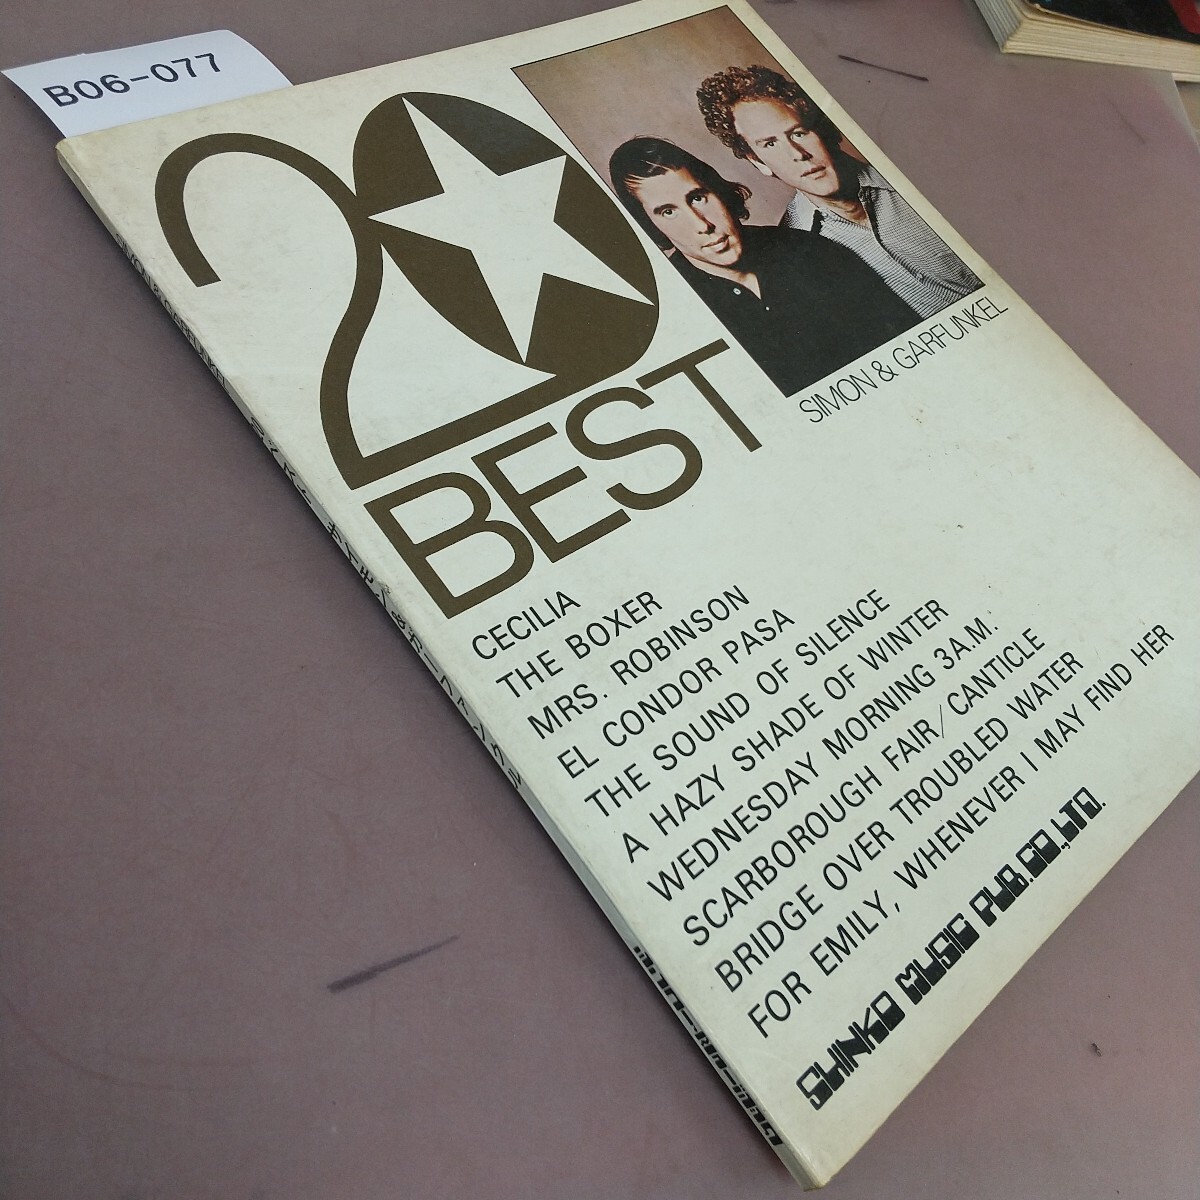 B06-077
20
BEST
SIMON & GARFUNKEL
CECILIA
THE BOXER
MRS. ROBINSON
EL CONDOR PASA
THE SOUND OF SILENCE
A HAZY SHADE OF WINTER
WEDNESDAY MORNING 3A.M.
SCARBOROUGH FAIR/CANTICLE
BRIDGE OVER TROUBLED WATER
FOR EMILY, WHENEVER I MAY FIND HER
SHINKO MUSIC PUB. CO., LTD.
SIMON & GARFUNKEL